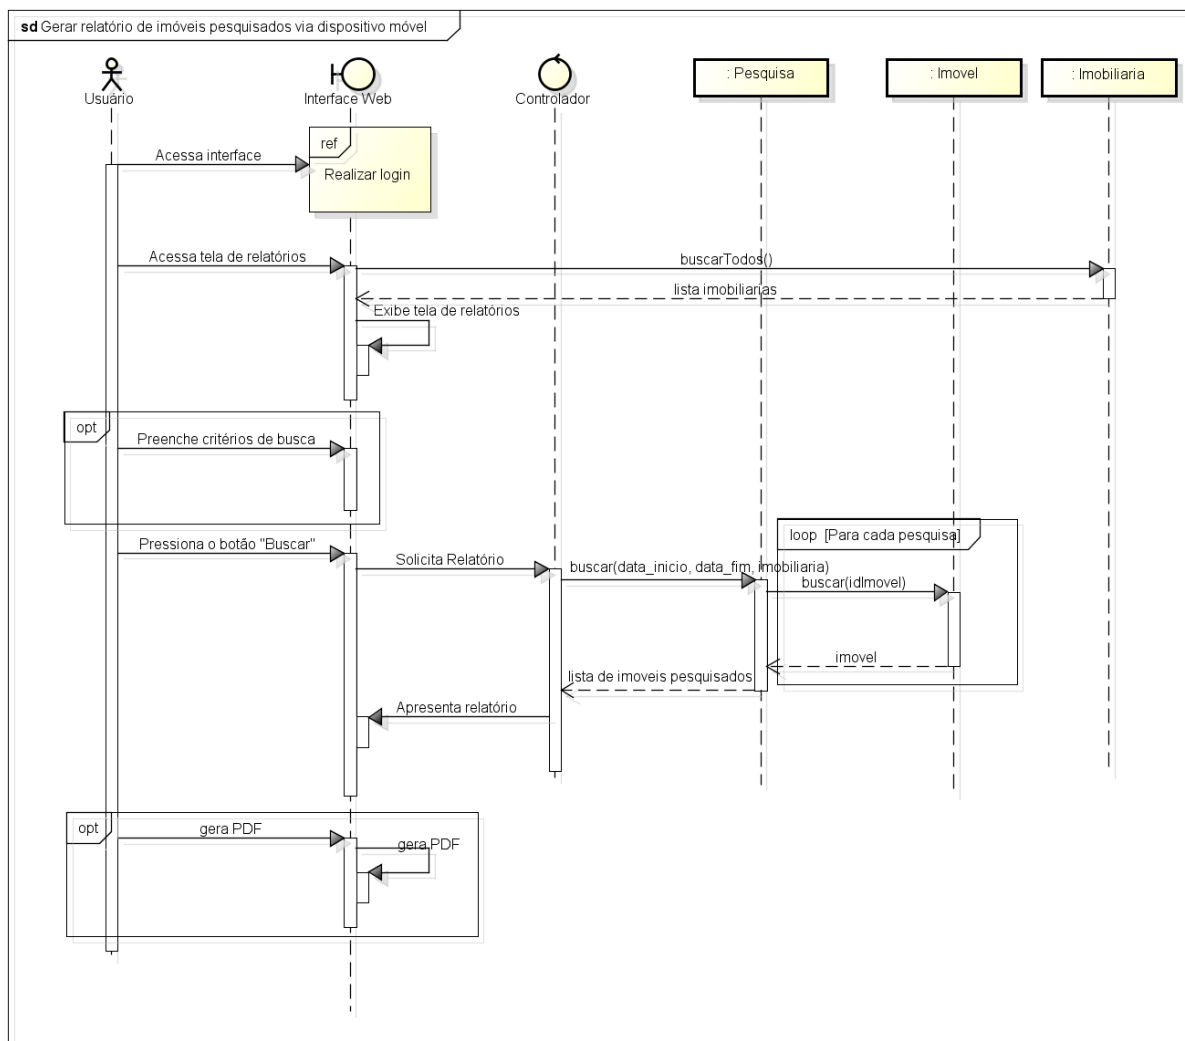 sd Gerar relatório de imóveis pesquisados via dispositivo móvel
Usuário
Interface Web
Controlador
: Pesquisa
: Imovel
: Imobiliaria
ref
Realizar login
Acessa interface
Acessa tela de relatórios
buscarTodos()
lista imobiliarias
Exibe tela de relatórios
opt
Preenche critérios de busca
Pressiona o botão "Buscar"
Solicita Relatório
buscar(data_inicio, data_fim, imobiliaria)
loop [Para cada pesquisa]
buscar(idImovel)
imovel
lista de imoveis pesquisados
Apresenta relatório
opt
gera PDF
gera PDF